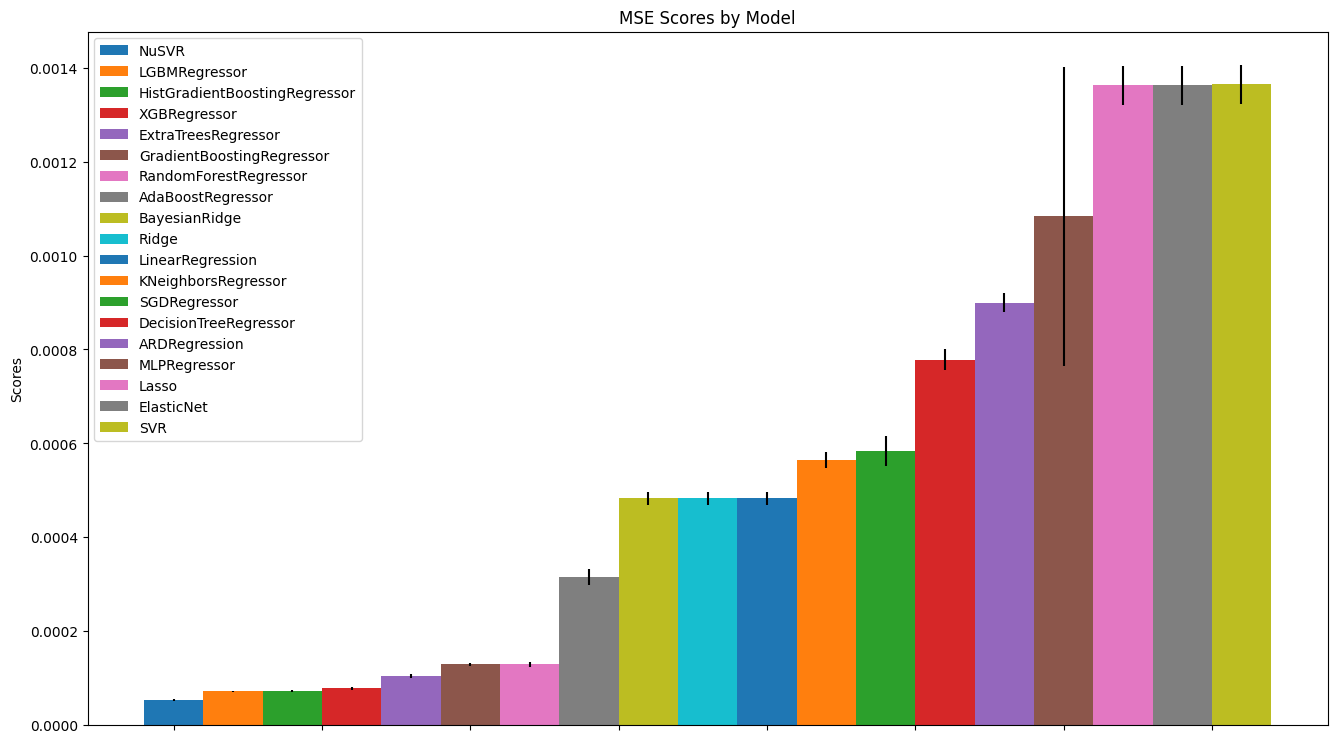 MSE Scores by Model
NuSVR
LGBMRegressor
HistGradientBoostingRegressor
XGBRegressor
ExtraTreesRegressor
GradientBoostingRegressor
RandomForestRegressor
AdaBoostRegressor
BayesianRidge
Ridge
LinearRegression
KNeighborsRegressor
SGDRegressor
DecisionTreeRegressor
ARDRegression
MLPRegressor
Lasso
ElasticNet
SVR
Scores
0.0014
0.0012
0.0010
0.0008
0.0006
0.0004
0.0002
0.0000